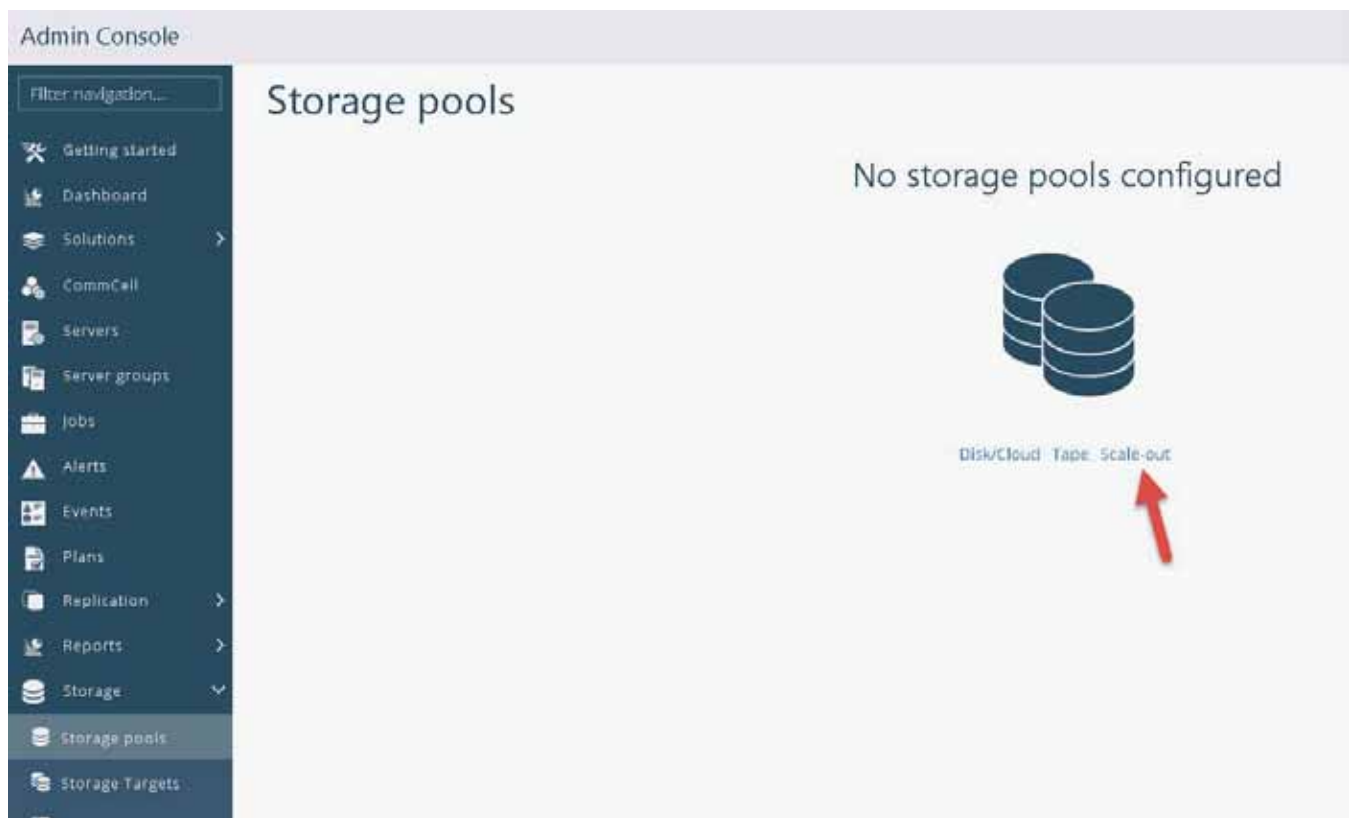 Admin Console
Filter navigation...
Getting started
Dashboard
Solutions
CommCell
Servers
Server groups
Jobs
Alerts
Events
Plans
Replication
Reports
Storage
Storage pools
Storage Targets
Storage pools
No storage pools configured
Disk/Cloud Tape Scale-out